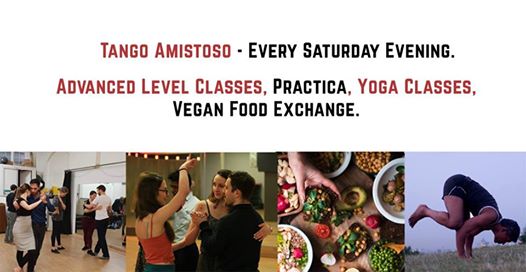 Tango Amistoso - Every Saturday Evening.
Advanced Level Classes, Practica, Yoga Classes,
Vegan Food Exchange.